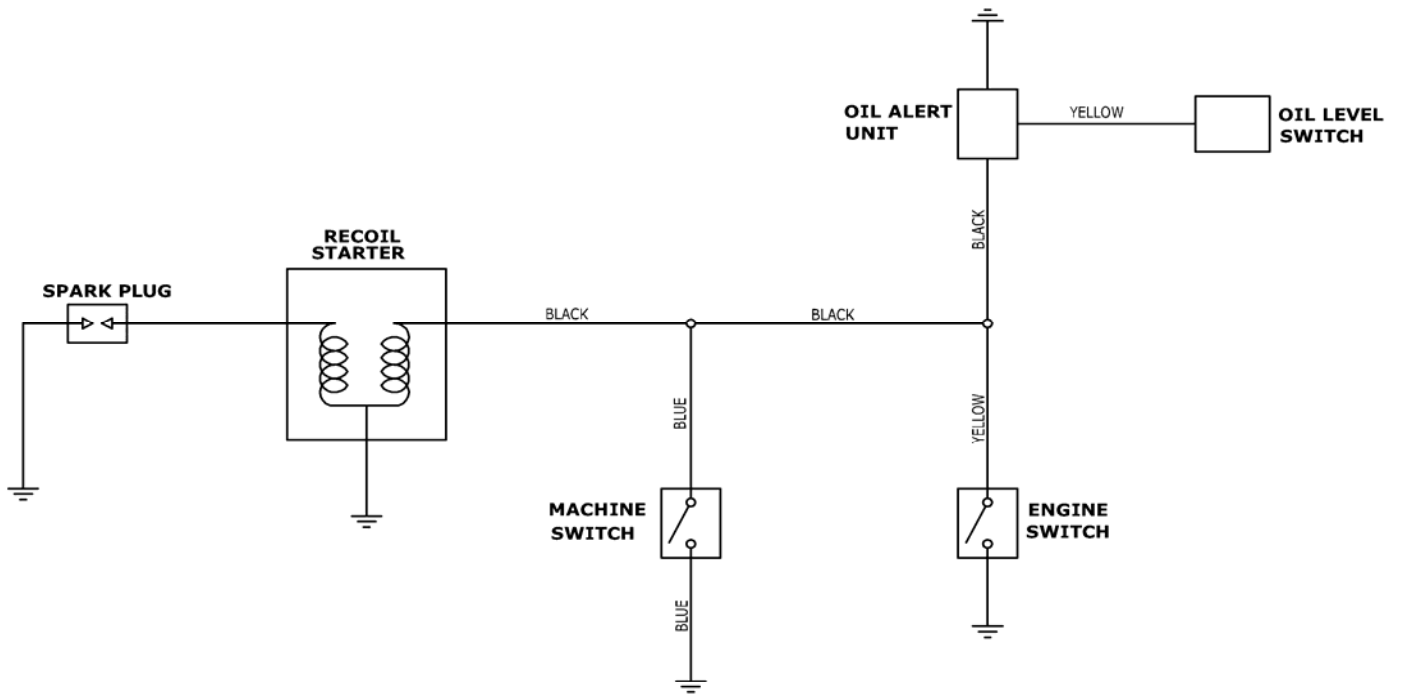 OIL ALERT
UNIT
YELLOW
OIL LEVEL
SWITCH
BLACK
RECOIL
STARTER
SPARK PLUG
BLACK
BLACK
BLUE
YELLOW
MACHINE
SWITCH
ENGINE
SWITCH
BLUE